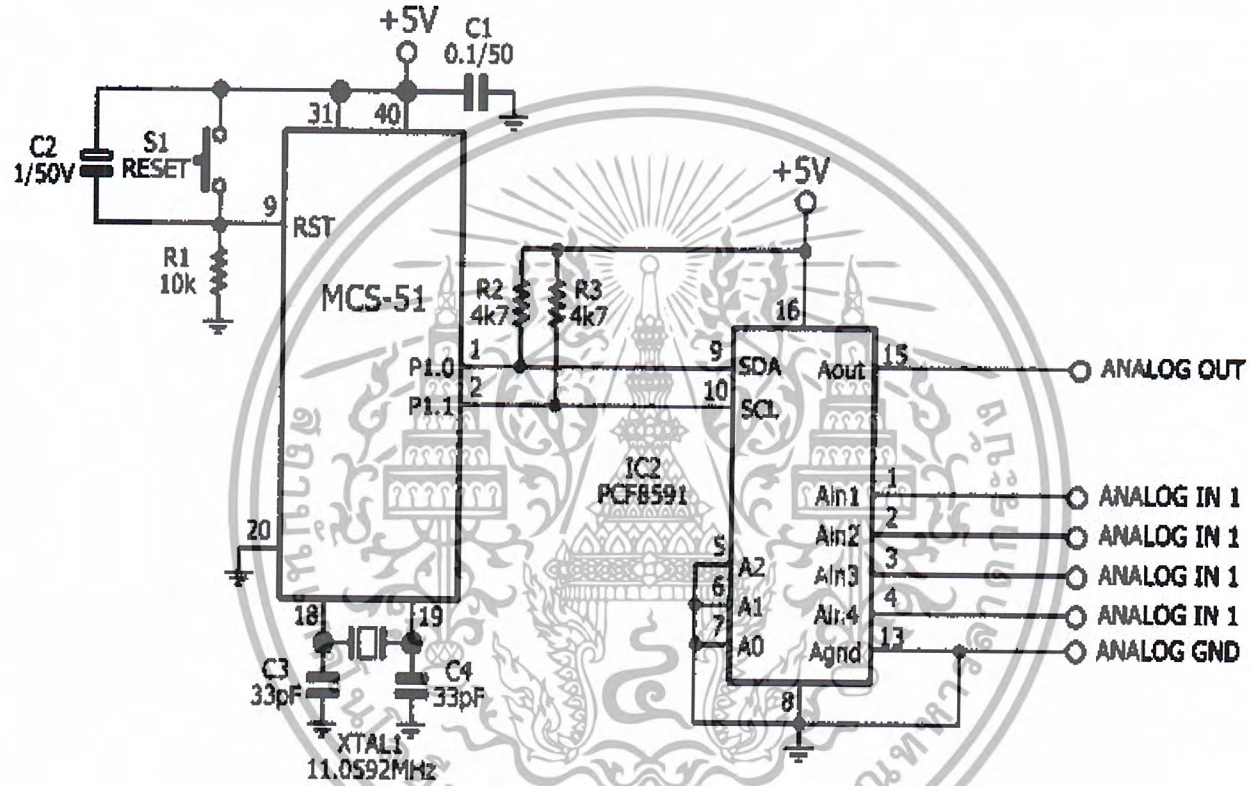 +5V
C1
0.1/50
31
40
C2
1/50V
S1
RESET
9
RST
R1
10k
MCS-51
+5V
R2
4k7
R3
4k7
16
P1.0
1
9
SDA
Aout
15
ANALOG OUT
P1.1
2
10
SCL
IC2
PCF8591
Ain1
1
ANALOG IN 1
Ain2
2
ANALOG IN 1
20
5
A2
Ain3
3
ANALOG IN 1
6
A1
Ain4
4
ANALOG IN 1
7
A0
Agnd
13
ANALOG GND
18
19
C3
33pF
C4
33pF
8
XTAL1
11.0592MHz